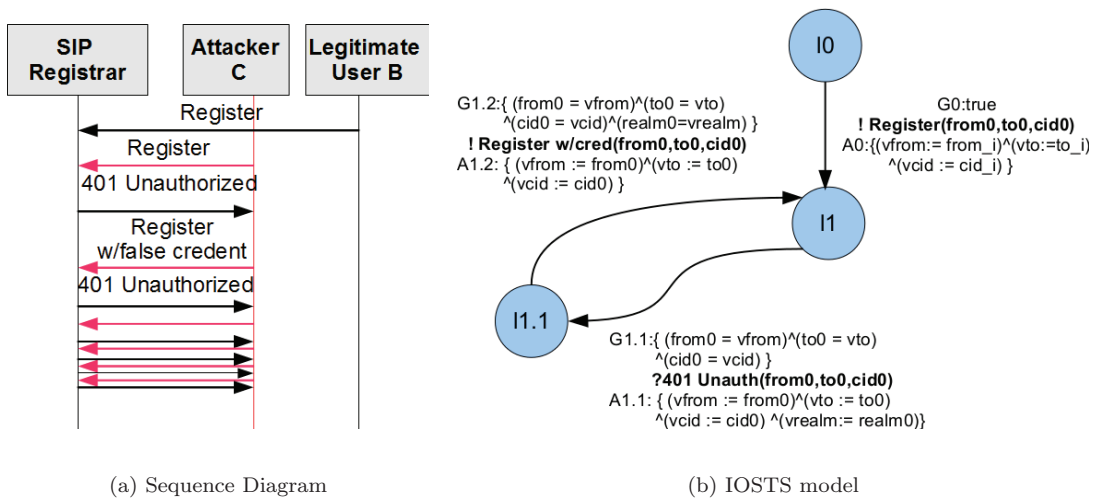 SIP
Registrar
Attacker
C
Legitimate
User B
Register
Register
401 Unauthorized
Register
w/false credent
401 Unauthorized
(a) Sequence Diagram
l0
G1.2:{ (from0 = vfrom)^(to0 = vto)
^(cid0 = vcid)^(realm0=vrealm) }
! Register w/cred(from0,to0,cid0)
A1.2: { (vfrom := from0)^(vto := to0)
^(vcid := cid0) }
G0:true
! Register(from0,to0,cid0)
A0:{(vfrom:= from_i)^(vto:=to_i)
^(vcid := cid_i) }
l1
l1.1
G1.1:{ (from0 = vfrom)^(to0 = vto)
^(cid0 = vcid) }
?401 Unauth(from0,to0,cid0)
A1.1: { (vfrom := from0)^(vto := to0)
^(vcid := cid0) ^(vrealm:= realm0)}
(b) IOSTS model